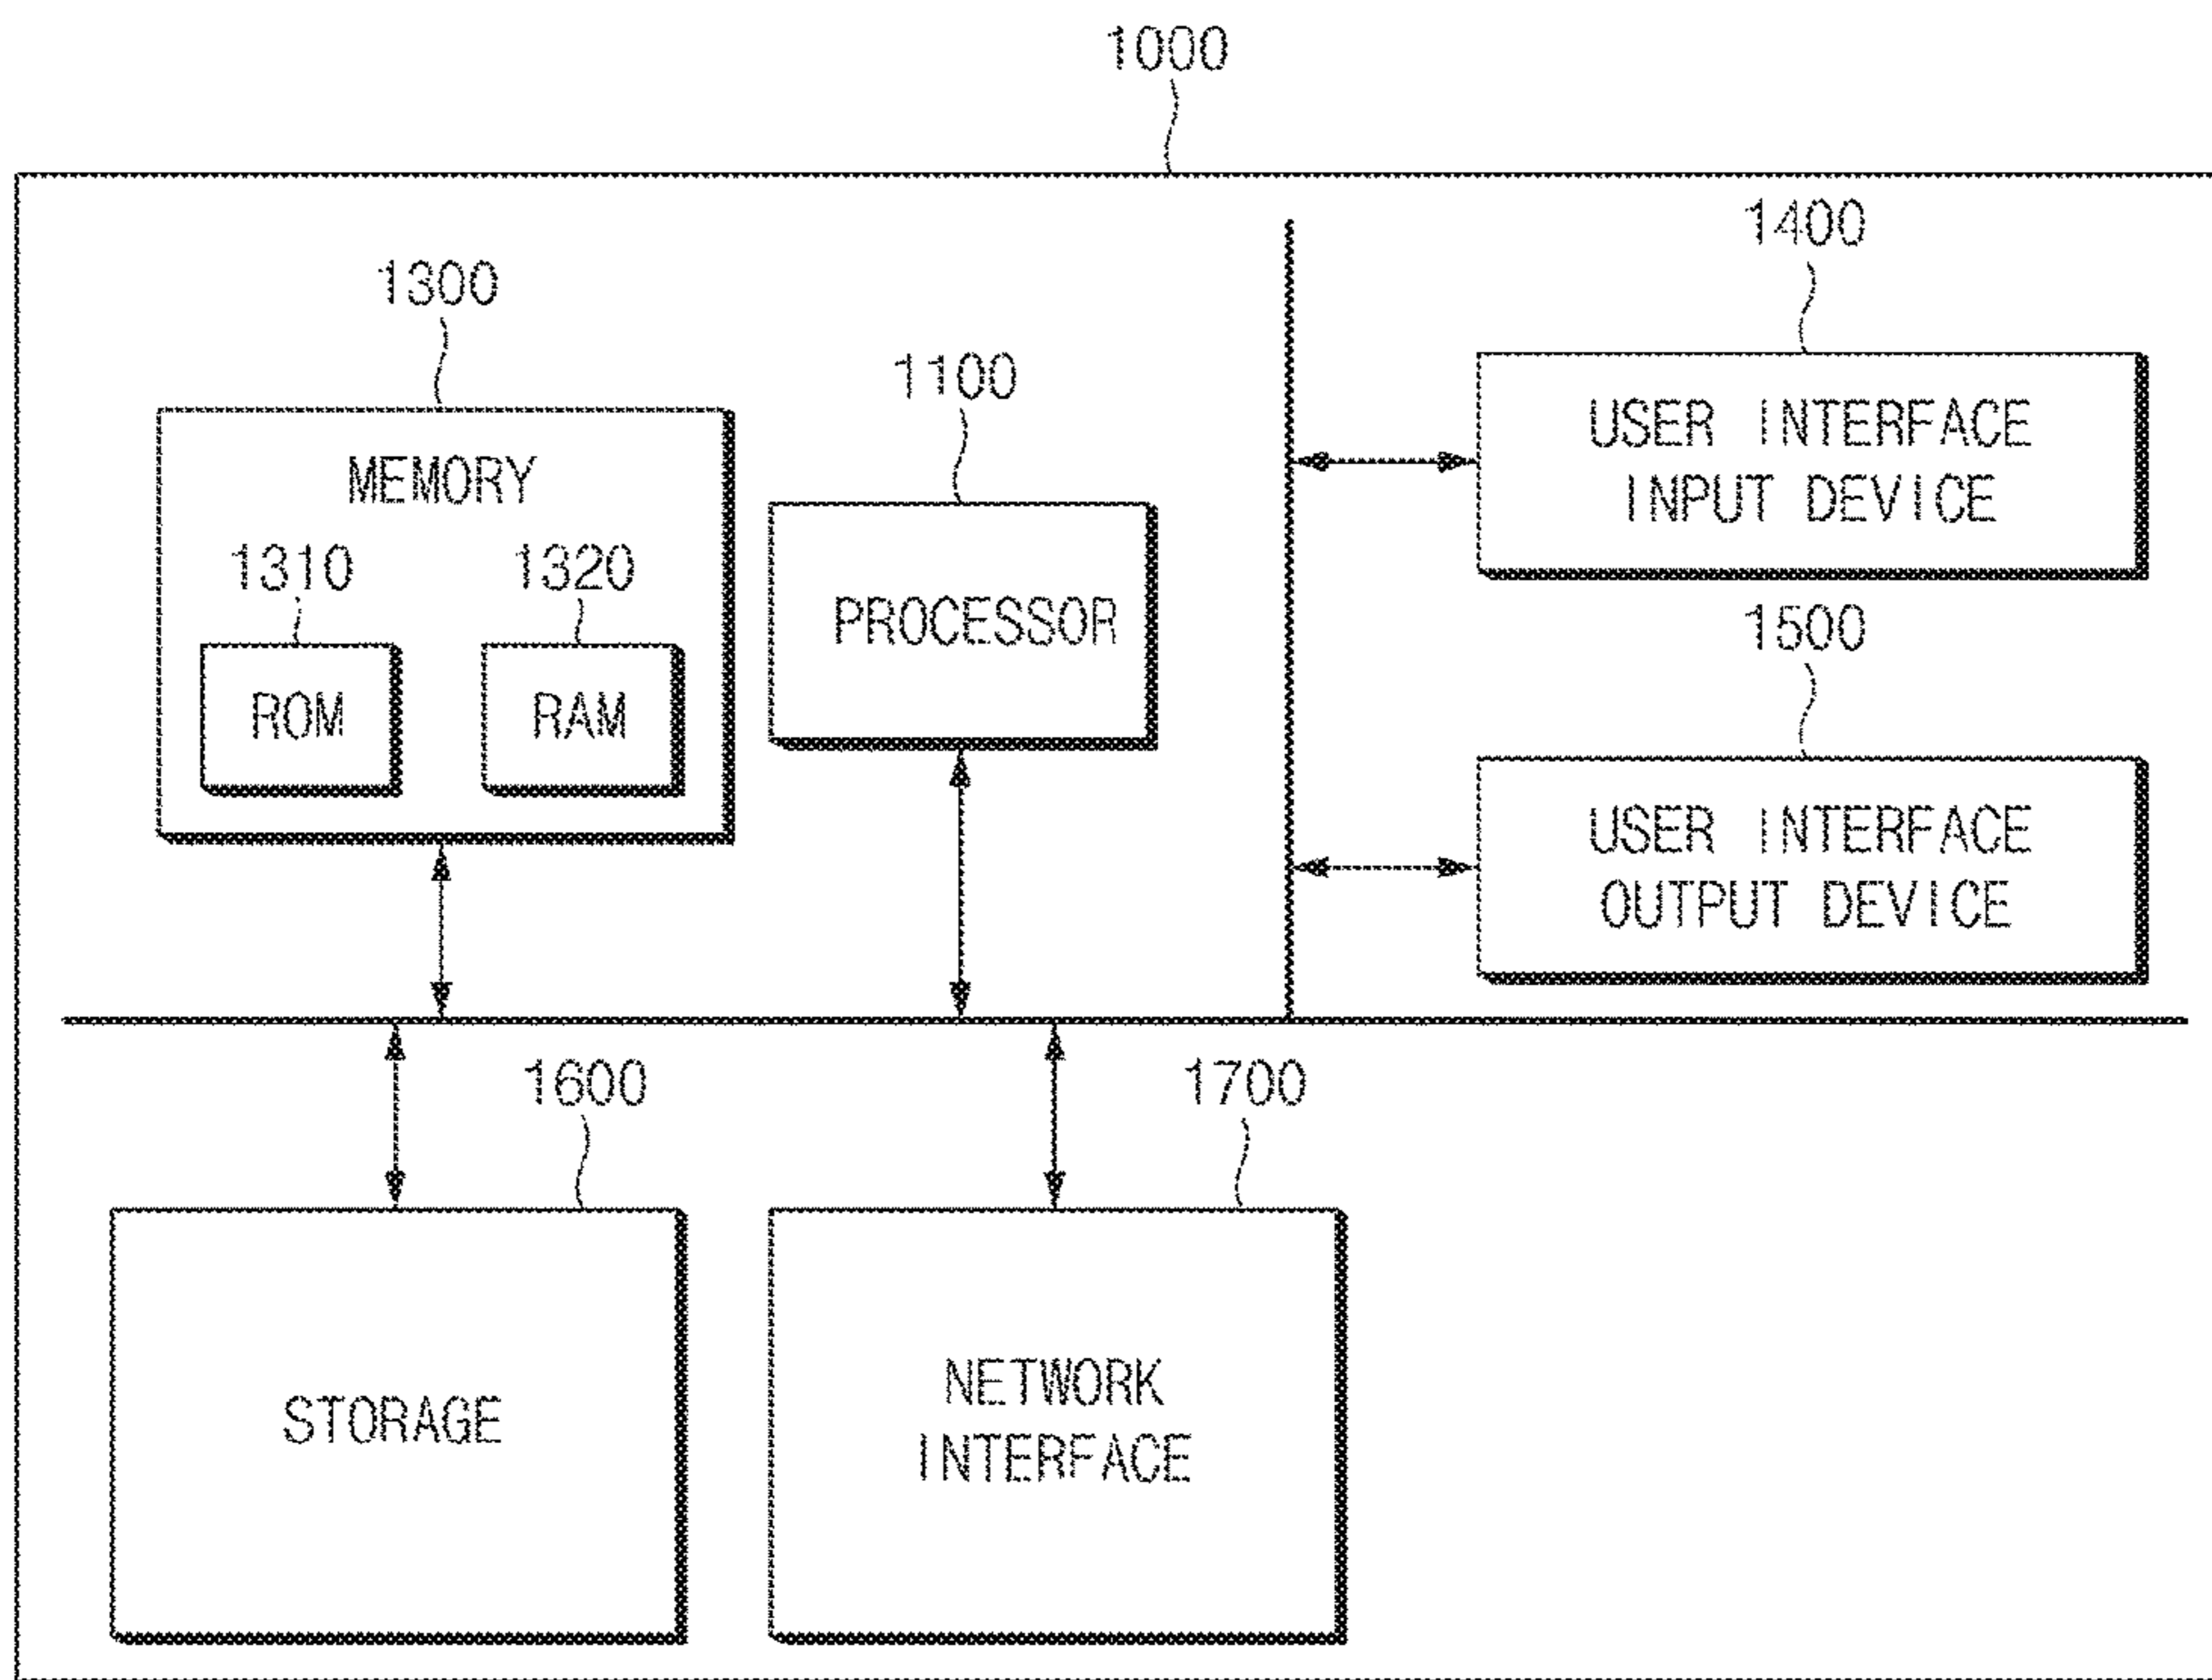 1000
1400
1300
1100
USER INTERFACE
INPUT DEVICE
MEMORY
1310
1320
PROCESSOR
1500
ROM
RAM
USER INTERFACE
OUTPUT DEVICE
1600
1700
STORAGE
NETWORK
INTERFACE